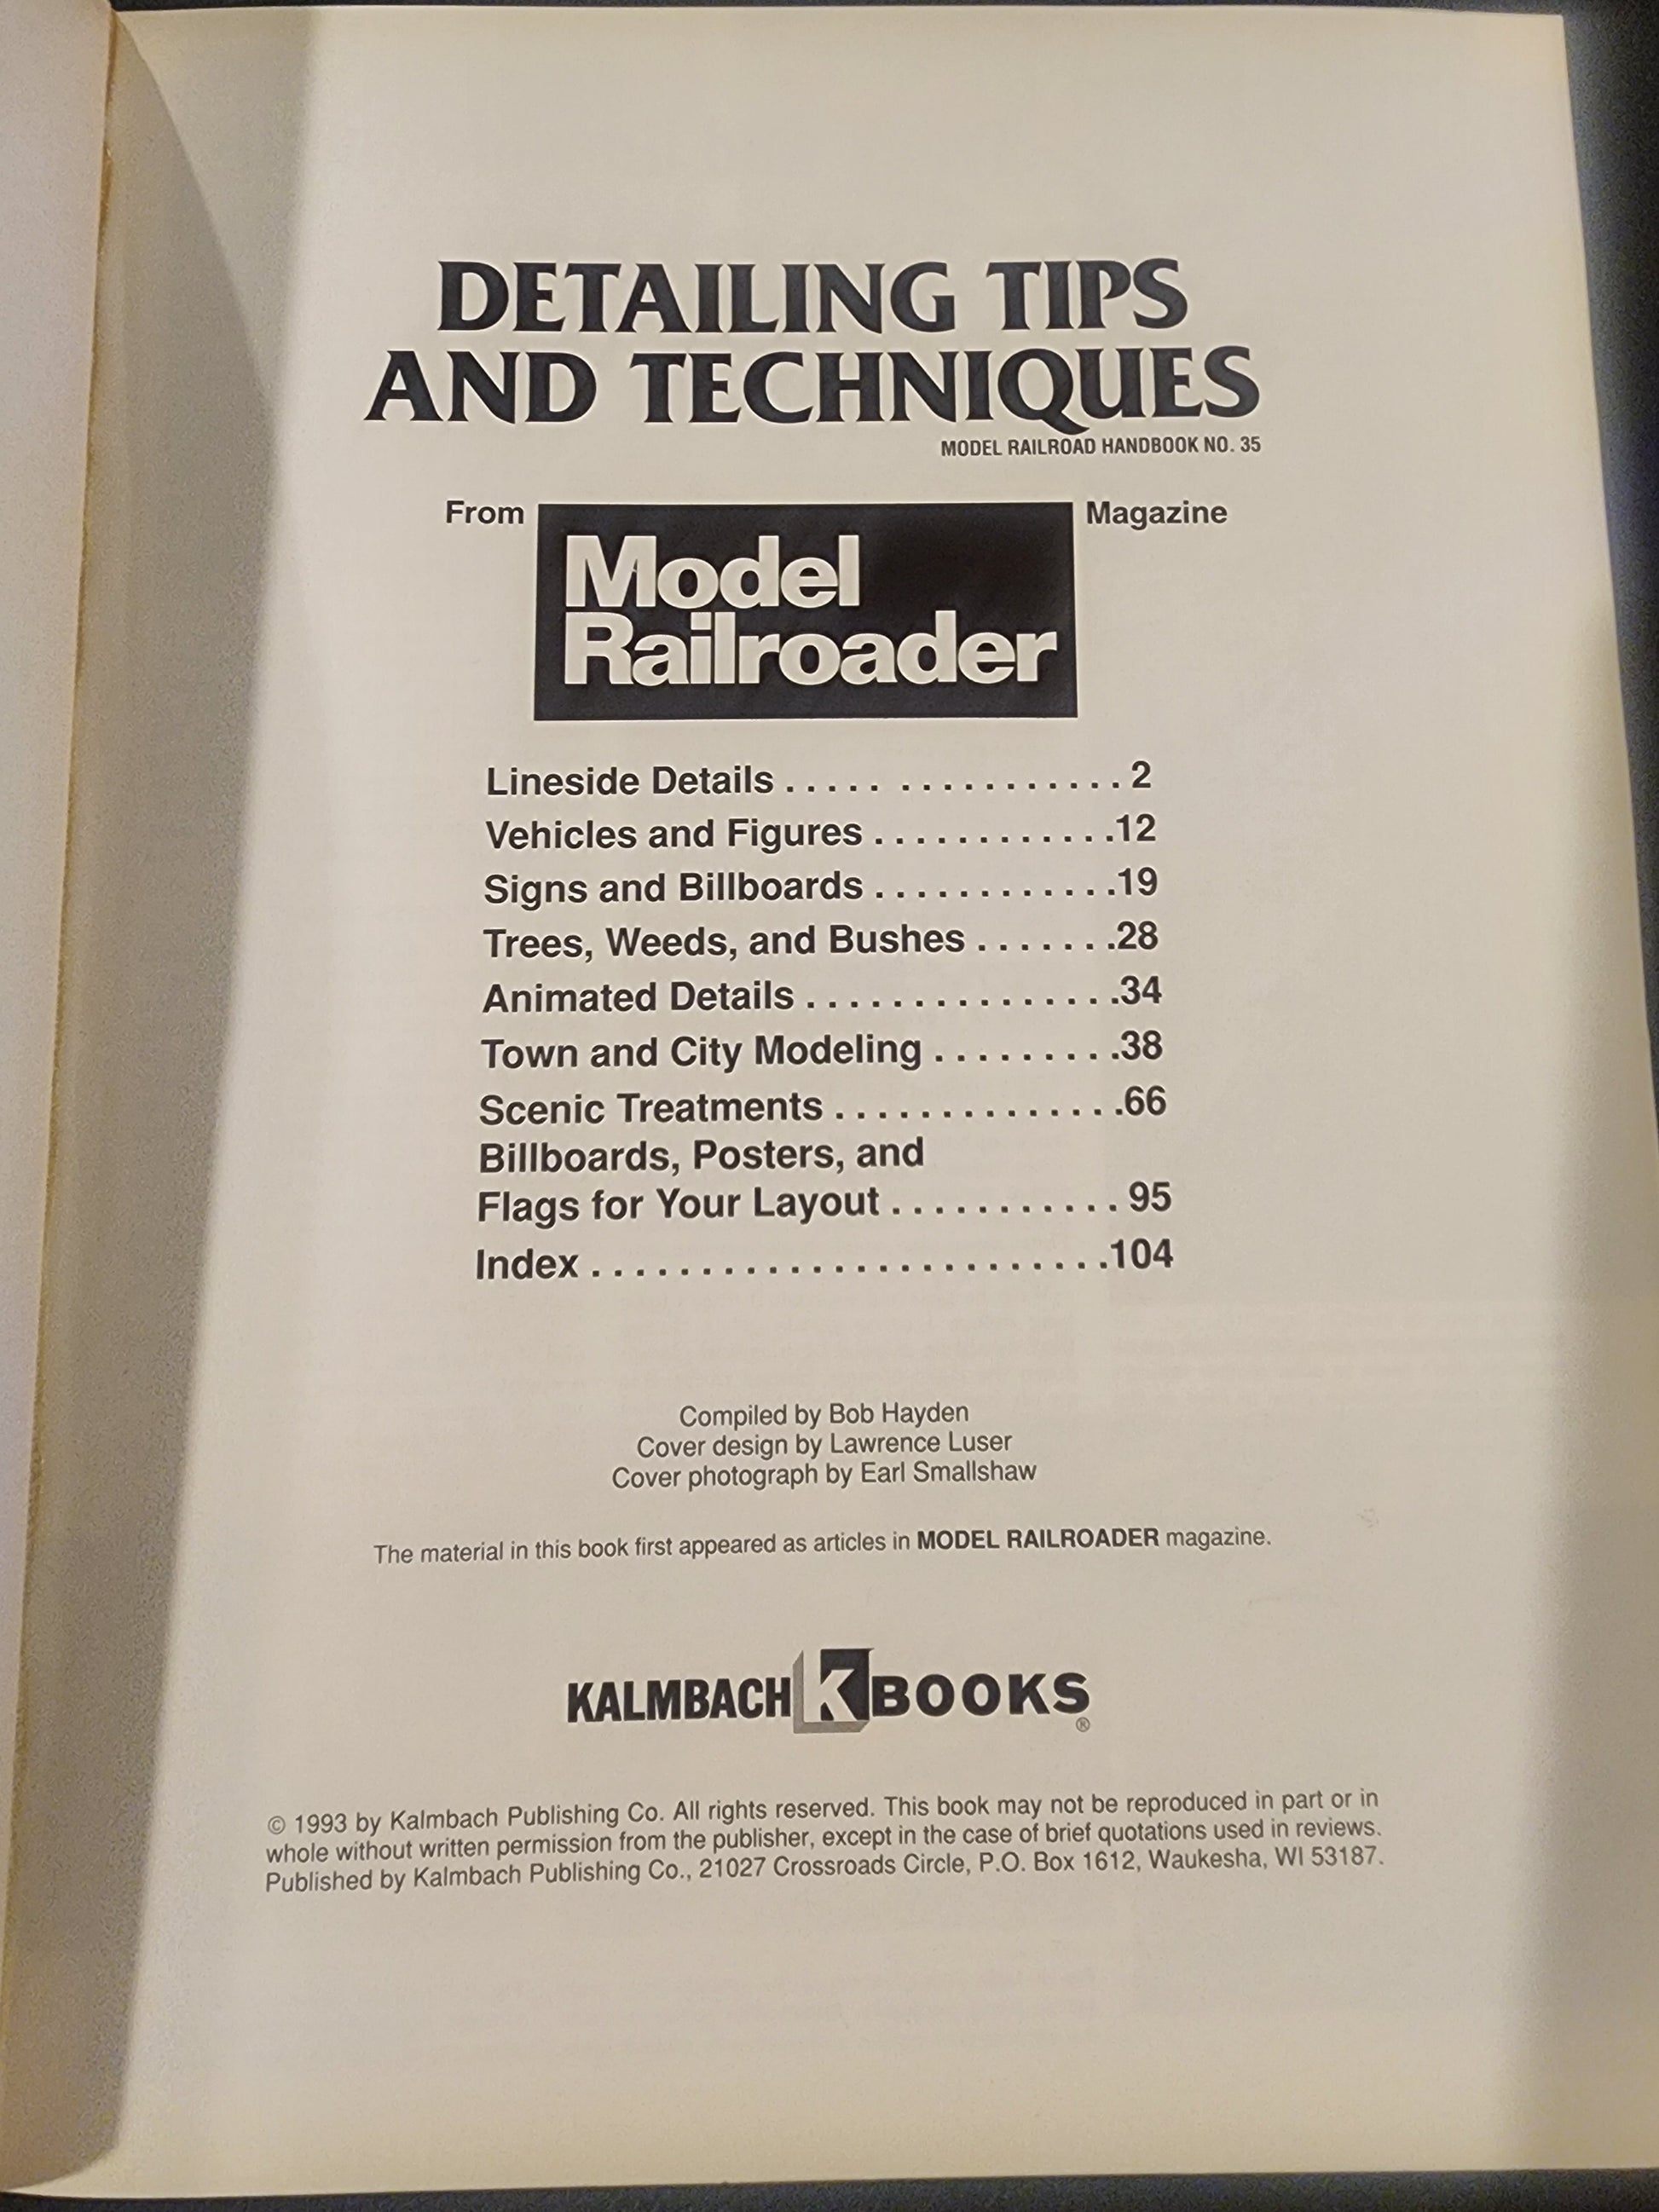 DETAILING TIPS
AND TECHNIQUES
MODEL RAILROAD HANDBOOK NO. 35
From Model Railroader Magazine
Lineside Details ..... ............ 2
Vehicles and Figures ............12
Signs and Billboards ............19
Trees, Weeds, and Bushes .......28
Animated Details ...............34
Town and City Modeling .........38
Scenic Treatments ..............66
Billboards, Posters, and
Flags for Your Layout ........... 95
Index ........................104
Compiled by Bob Hayden
Cover design by Lawrence Luser
Cover photograph by Earl Smallshaw
The material in this book first appeared as articles in MODEL RAILROADER magazine.
KALMBACH K BOOKS®
© 1993 by Kalmbach Publishing Co. All rights reserved. This book may not be reproduced in part or in
whole without written permission from the publisher, except in the case of brief quotations used in reviews.
Published by Kalmbach Publishing Co., 21027 Crossroads Circle, P.O. Box 1612, Waukesha, WI 53187.